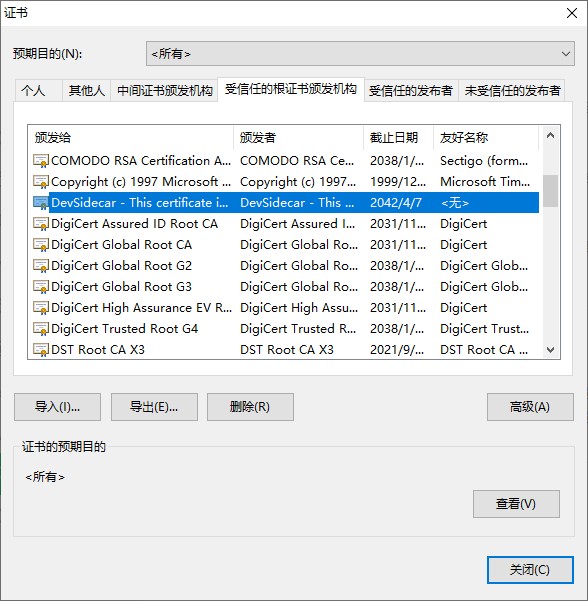 证书
预期目的(N): <所有>
个人 其他人 中间证书颁发机构 受信任的根证书颁发机构 受信任的发布者 未受信任的发布者
颁发给 颁发者 截止日期 友好名称
COMODO RSA Certification A... COMODO RSA Ce... 2038/1/... Sectigo (form...
Copyright (c) 1997 Microsoft ... Copyright (c) 1997... 1999/12... Microsoft Tim...
DevSidecar - This certificate i... DevSidecar - This ... 2042/4/7 <无>
DigiCert Assured ID Root CA DigiCert Assured I... 2031/11... DigiCert
DigiCert Global Root CA DigiCert Global Ro... 2031/11... DigiCert
DigiCert Global Root G2 DigiCert Global Ro... 2038/1/... DigiCert Glob...
DigiCert Global Root G3 DigiCert Global Ro... 2038/1/... DigiCert Glob...
DigiCert High Assurance EV R... DigiCert High Assu... 2031/11... DigiCert
DigiCert Trusted Root G4 DigiCert Trusted R... 2038/1/... DigiCert Trust...
DST Root CA X3 DST Root CA X3 2021/9/... DST Root CA ...
导入(I)... 导出(E)... 删除(R) 高级(A)
证书的预期目的
<所有>
查看(V)
关闭(C)